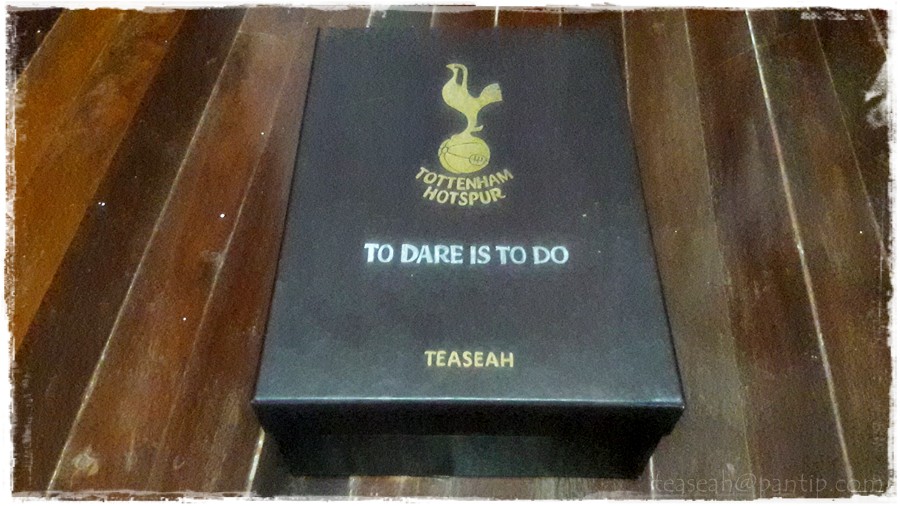 TOTTENHAM
HOTSPUR
TO DARE IS TO DO
TEASEAH
teaseah@pantip.com